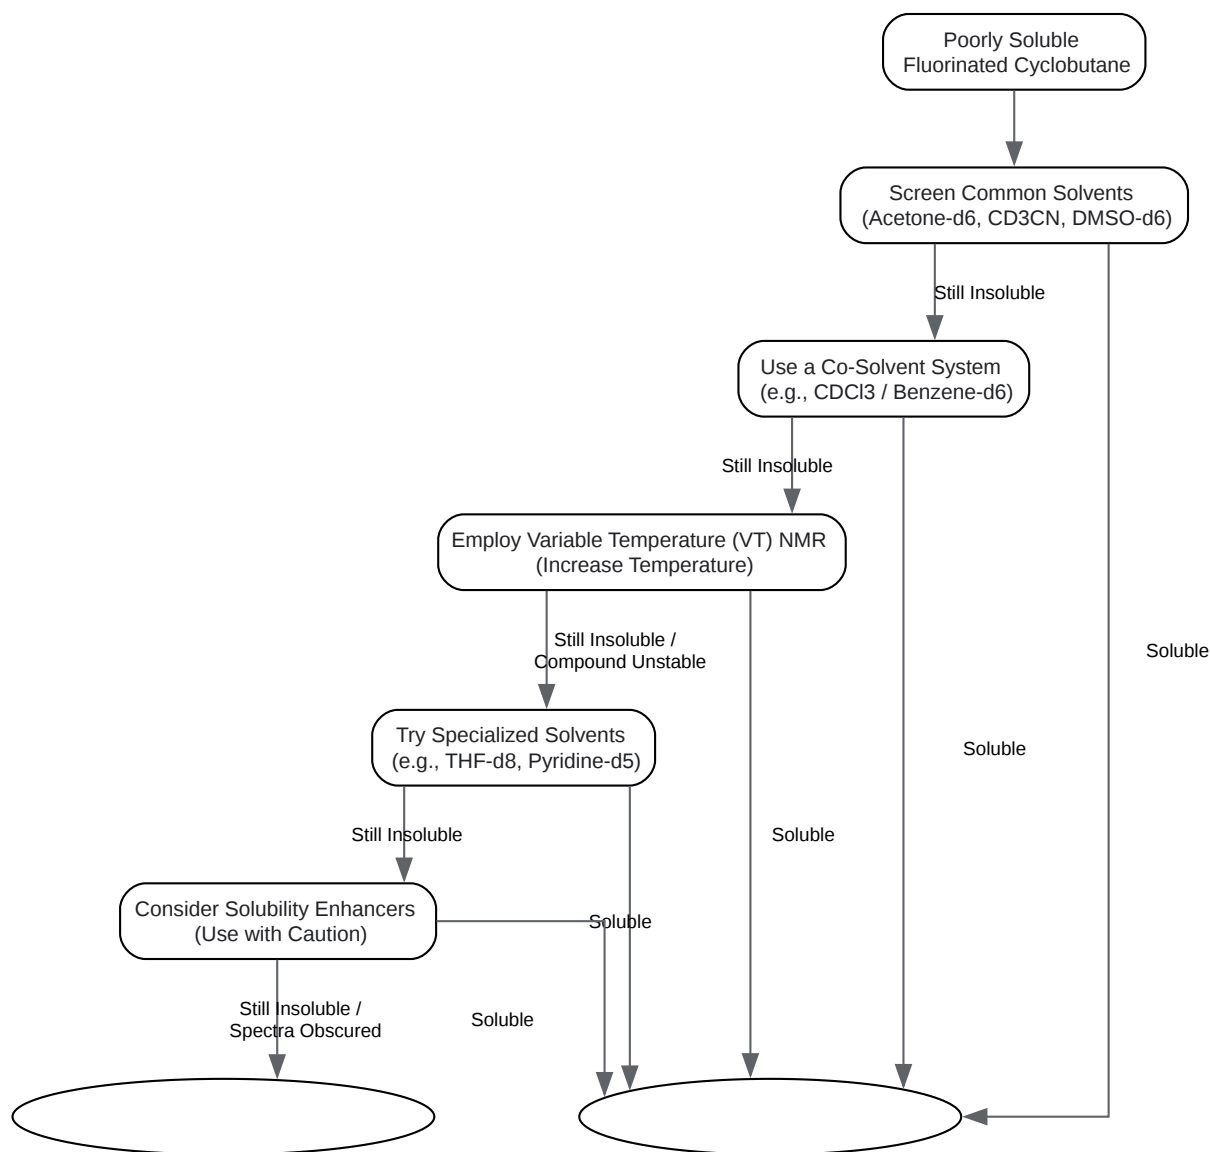 Poorly Soluble
Fluorinated Cyclobutane
Screen Common Solvents
(Acetone-d6, CD3CN, DMSO-d6)
Still Insoluble
Use a Co-Solvent System
(e.g., CDCl3 / Benzene-d6)
Still Insoluble
Employ Variable Temperature (VT) NMR
(Increase Temperature)
Still Insoluble /
Compound Unstable
Soluble
Try Specialized Solvents
(e.g., THF-d8, Pyridine-d5)
Soluble
Still Insoluble
Soluble
Consider Solubility Enhancers
(Use with Caution)
Soluble
Still Insoluble /
Spectra Obscured
Soluble